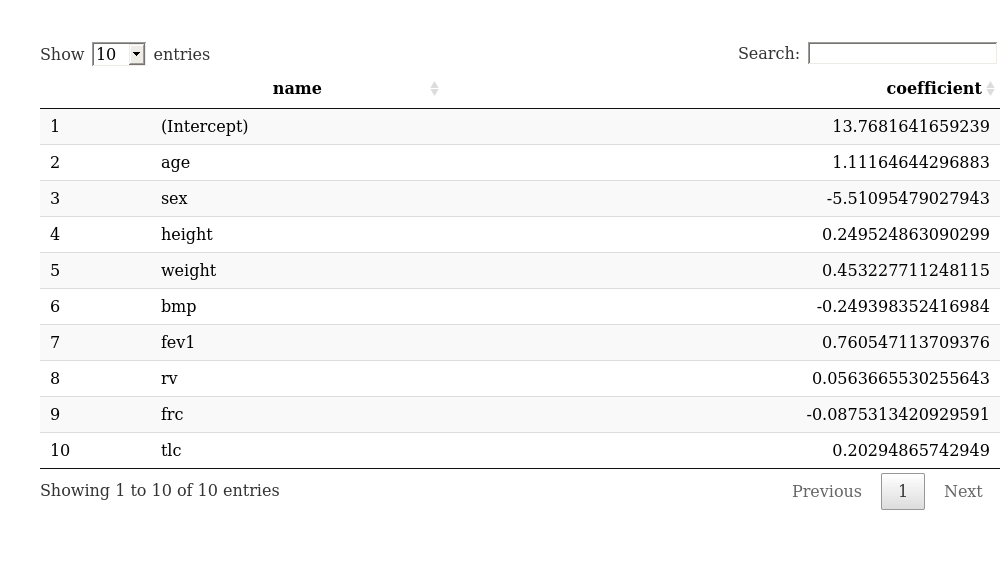 Show 10 entries Search:
name coefficient
1 (Intercept) 13.7681641659239
2 age 1.11164644296883
3 sex -5.51095479027943
4 height 0.249524863090299
5 weight 0.453227711248115
6 bmp -0.249398352416984
7 fev1 0.760547113709376
8 rv 0.0563665530255643
9 frc -0.0875313420929591
10 tlc 0.20294865742949
Showing 1 to 10 of 10 entries Previous 1 Next